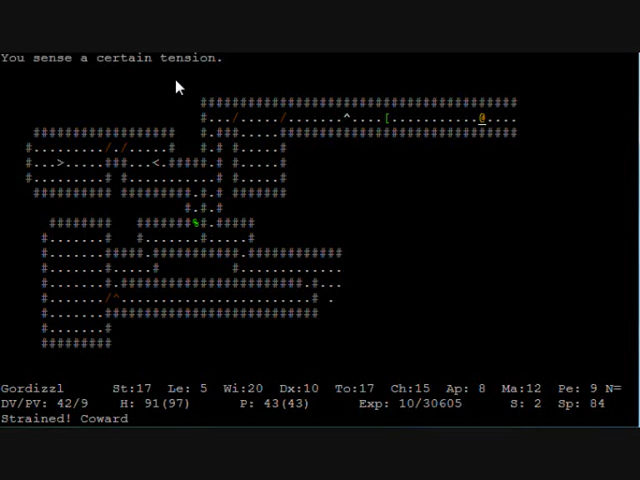 You sense a certain tension.
Gordizzl St:17 Le: 5 Wi:20 Dx:10 To:17 Ch:15 Ap: 8 Ma:12 Pe: 9 N=
DV/PV: 42/9 H: 91(97) P: 43(43) Exp: 10/30605 S: 2 Sp: 84
Strained! Coward